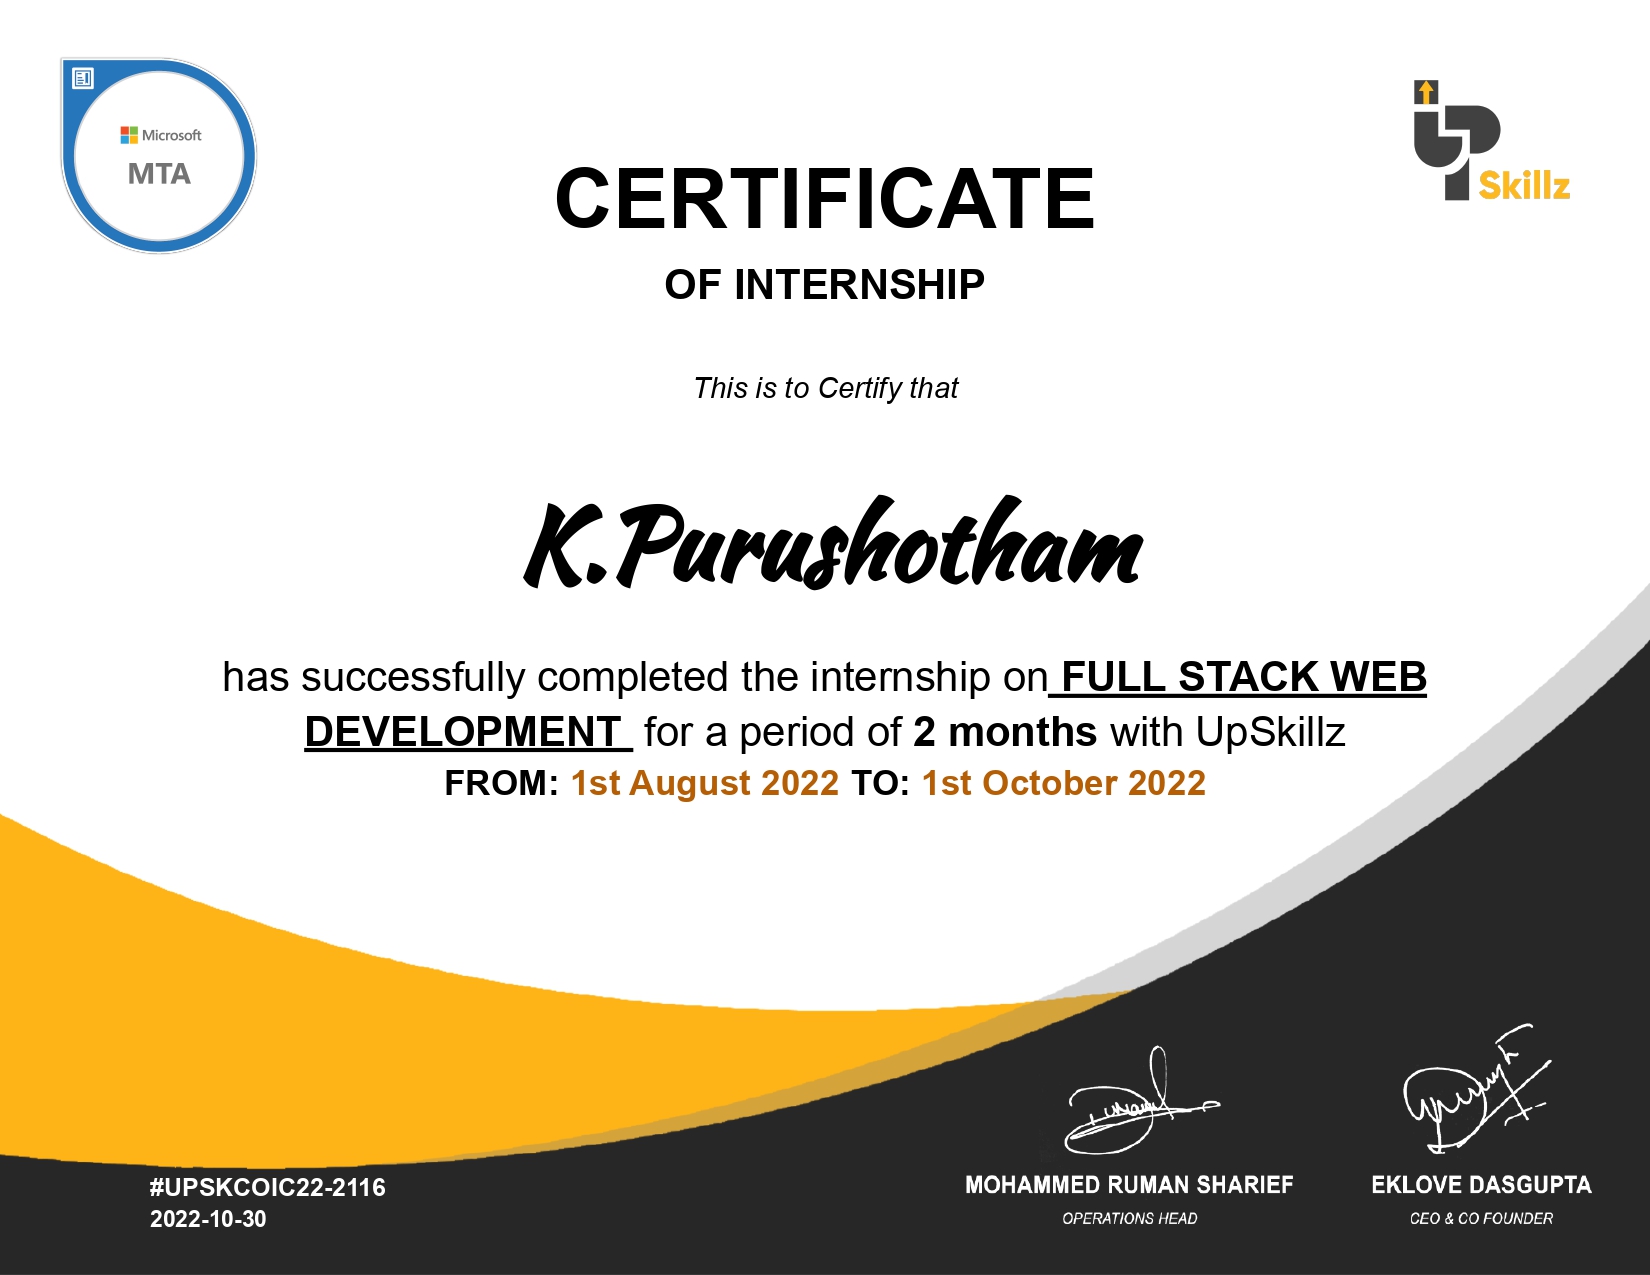 Microsoft
MTA
UP
Skillz
CERTIFICATE
OF INTERNSHIP
This is to Certify that
K.Purushotham
has successfully completed the internship on FULL STACK WEB
DEVELOPMENT for a period of 2 months with UpSkillz
FROM: 1st August 2022 TO: 1st October 2022
#UPSKCOIC22-2116
2022-10-30
MOHAMMED RUMAN SHARIEF
OPERATIONS HEAD
EKLOVE DASGUPTA
CEO & CO FOUNDER